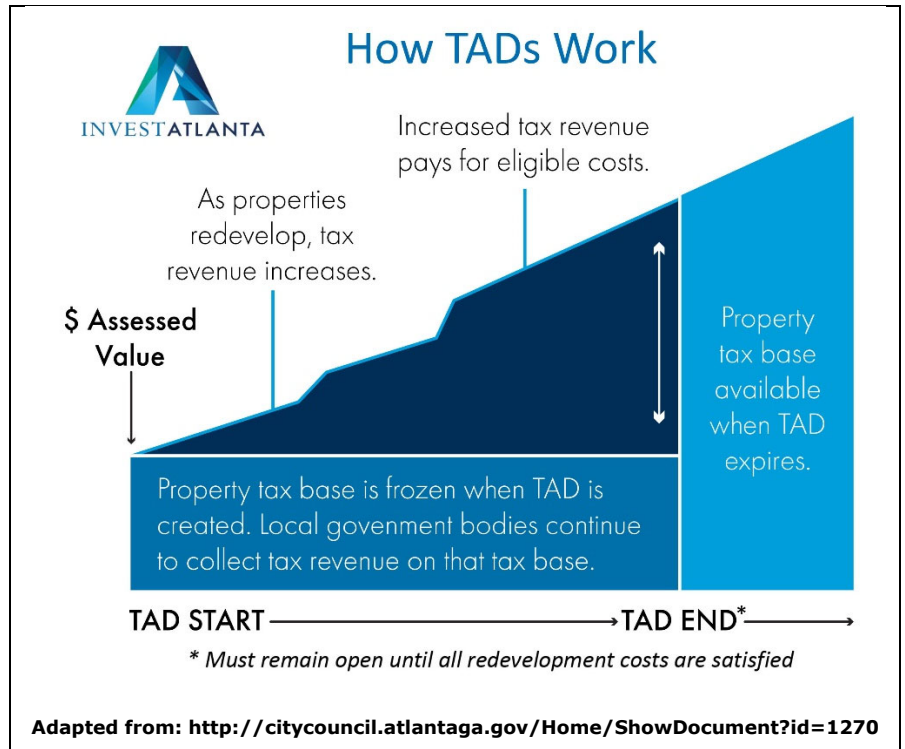 How TADs Work
INVESTATLANTA
Increased tax revenue
pays for eligible costs.
As properties
redevelop, tax
revenue increases.
$ Assessed
Value
Property
tax base
available
when TAD
expires.
Property tax base is frozen when TAD is
created. Local govenment bodies continue
to collect tax revenue on that tax base.
TAD START
TAD END*
* Must remain open until all redevelopment costs are satisfied
Adapted from: http://citycouncil.atlantaga.gov/Home/ShowDocument?id=1270